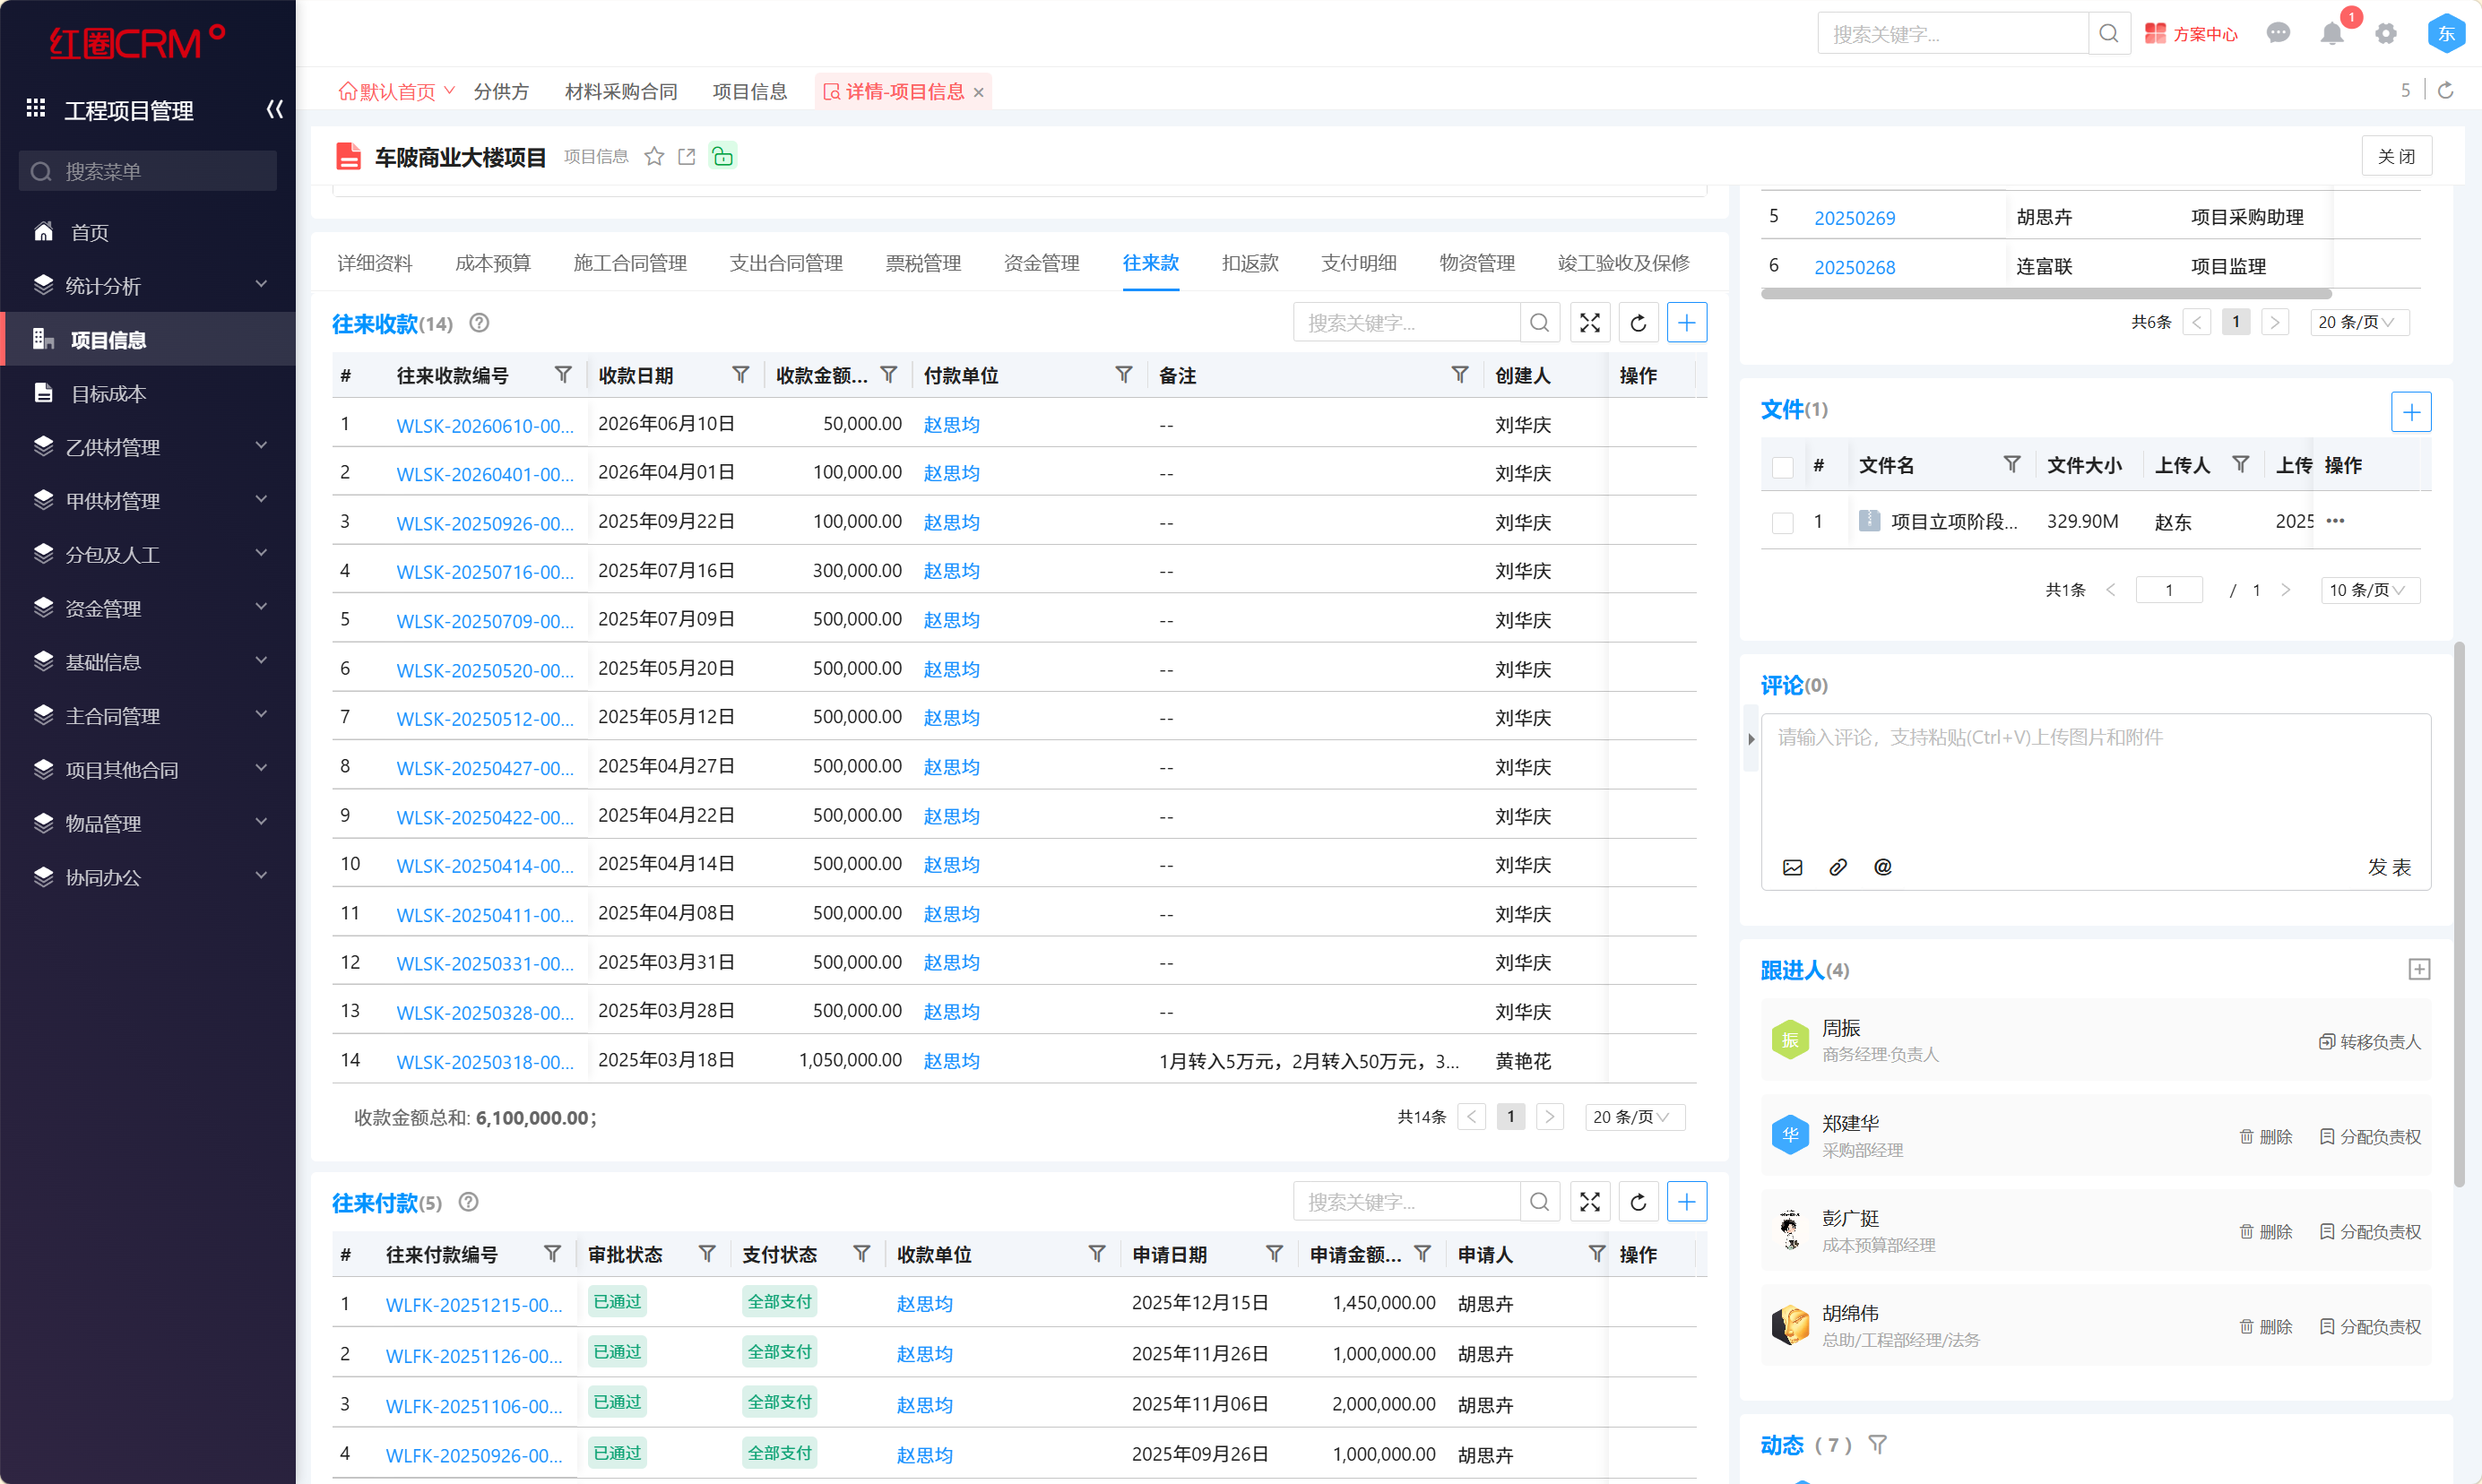 红圈CRM
搜索关键字...
方案中心
1
东
工程项目管理
默认首页
分供方
材料采购合同
项目信息
详情-项目信息
5
搜索菜单
首页
统计分析
项目信息
目标成本
乙供材管理
甲供材管理
分包及人工
资金管理
基础信息
主合同管理
项目其他合同
物品管理
协同办公
车陂商业大楼项目 项目信息
关 闭
详细资料 成本预算 施工合同管理 支出合同管理 票税管理 资金管理 往来款 扣返款 支付明细 物资管理 竣工验收及保修
往来收款(14)
搜索关键字...
# 往来收款编号 收款日期 收款金额... 付款单位 备注 创建人 操作
1 WLSK-20260610-00... 2026年06月10日 50,000.00 赵思均 -- 刘华庆
2 WLSK-20260401-00... 2026年04月01日 100,000.00 赵思均 -- 刘华庆
3 WLSK-20250926-00... 2025年09月22日 100,000.00 赵思均 -- 刘华庆
4 WLSK-20250716-00... 2025年07月16日 300,000.00 赵思均 -- 刘华庆
5 WLSK-20250709-00... 2025年07月09日 500,000.00 赵思均 -- 刘华庆
6 WLSK-20250520-00... 2025年05月20日 500,000.00 赵思均 -- 刘华庆
7 WLSK-20250512-00... 2025年05月12日 500,000.00 赵思均 -- 刘华庆
8 WLSK-20250427-00... 2025年04月27日 500,000.00 赵思均 -- 刘华庆
9 WLSK-20250422-00... 2025年04月22日 500,000.00 赵思均 -- 刘华庆
10 WLSK-20250414-00... 2025年04月14日 500,000.00 赵思均 -- 刘华庆
11 WLSK-20250411-00... 2025年04月08日 500,000.00 赵思均 -- 刘华庆
12 WLSK-20250331-00... 2025年03月31日 500,000.00 赵思均 -- 刘华庆
13 WLSK-20250328-00... 2025年03月28日 500,000.00 赵思均 -- 刘华庆
14 WLSK-20250318-00... 2025年03月18日 1,050,000.00 赵思均 1月转入5万元，2月转入50万元，3... 黄艳花
收款金额总和: 6,100,000.00;
共14条 1 20 条/页
往来付款(5)
搜索关键字...
# 往来付款编号 审批状态 支付状态 收款单位 申请日期 申请金额... 申请人 操作
1 WLFK-20251215-00... 已通过 全部支付 赵思均 2025年12月15日 1,450,000.00 胡思卉
2 WLFK-20251126-00... 已通过 全部支付 赵思均 2025年11月26日 1,000,000.00 胡思卉
3 WLFK-20251106-00... 已通过 全部支付 赵思均 2025年11月06日 2,000,000.00 胡思卉
4 WLFK-20250926-00... 已通过 全部支付 赵思均 2025年09月26日 1,000,000.00 胡思卉
5 20250269 胡思卉 项目采购助理
6 20250268 连富联 项目监理
共6条 1 20 条/页
文件(1)
# 文件名 文件大小 上传人 上传 操作
1 项目立项阶段... 329.90M 赵东 2025 •••
共1条 1 / 1 10 条/页
评论(0)
请输入评论，支持粘贴(Ctrl+V)上传图片和附件
发 表
跟进人(4)
振 周振
商务经理·负责人
转移负责人
华 郑建华
采购部经理
删除 分配负责权
彭广挺
成本预算部经理
删除 分配负责权
胡绵伟
总助/工程部经理/法务
删除 分配负责权
动态 ( 7 )